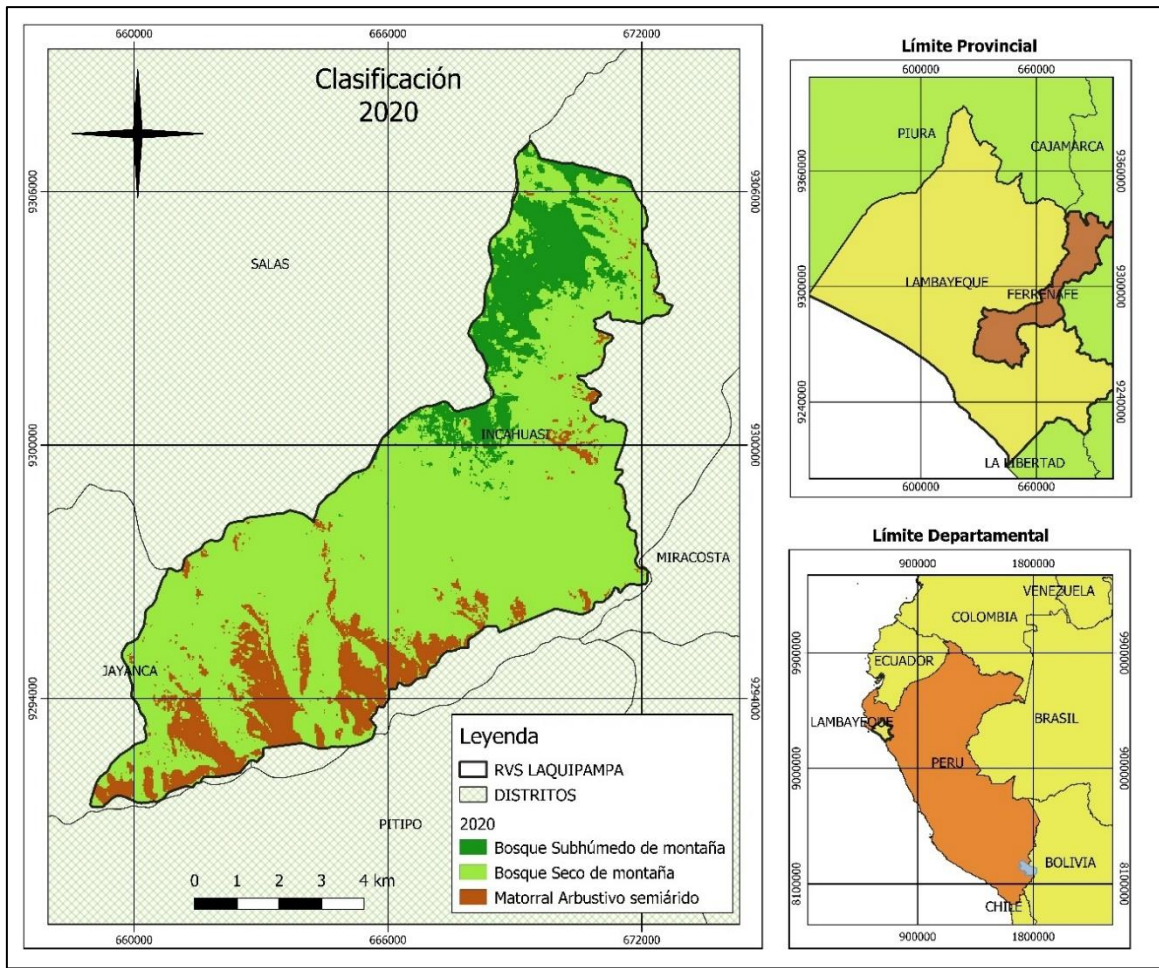 660000
666000
672000
Clasificación
2020
9306000
9306000
SALAS
INCAHUASI
9300000
9300000
MIRACOSTA
JAYANCA
9294000
9294000
PITIPO
Leyenda
RVS LAQUIPAMPA
DISTRITOS
2020
Bosque Subhúmedo de montaña
Bosque Seco de montaña
Matorral Arbustivo semiárido
0 1 2 3 4 km
660000
666000
672000
Límite Provincial
600000
660000
PIURA
CAJAMARCA
9360000
9360000
LAMBAYEQUE
FERREÑAFE
9300000
9300000
9240000
9240000
LA LIBERTAD
600000
660000
Límite Departamental
900000
1800000
VENEZUELA
COLOMBIA
9900000
9900000
ECUADOR
LAMBAYEQUE
BRASIL
PERU
9000000
9000000
BOLIVIA
8100000
8100000
CHILE
900000
1800000